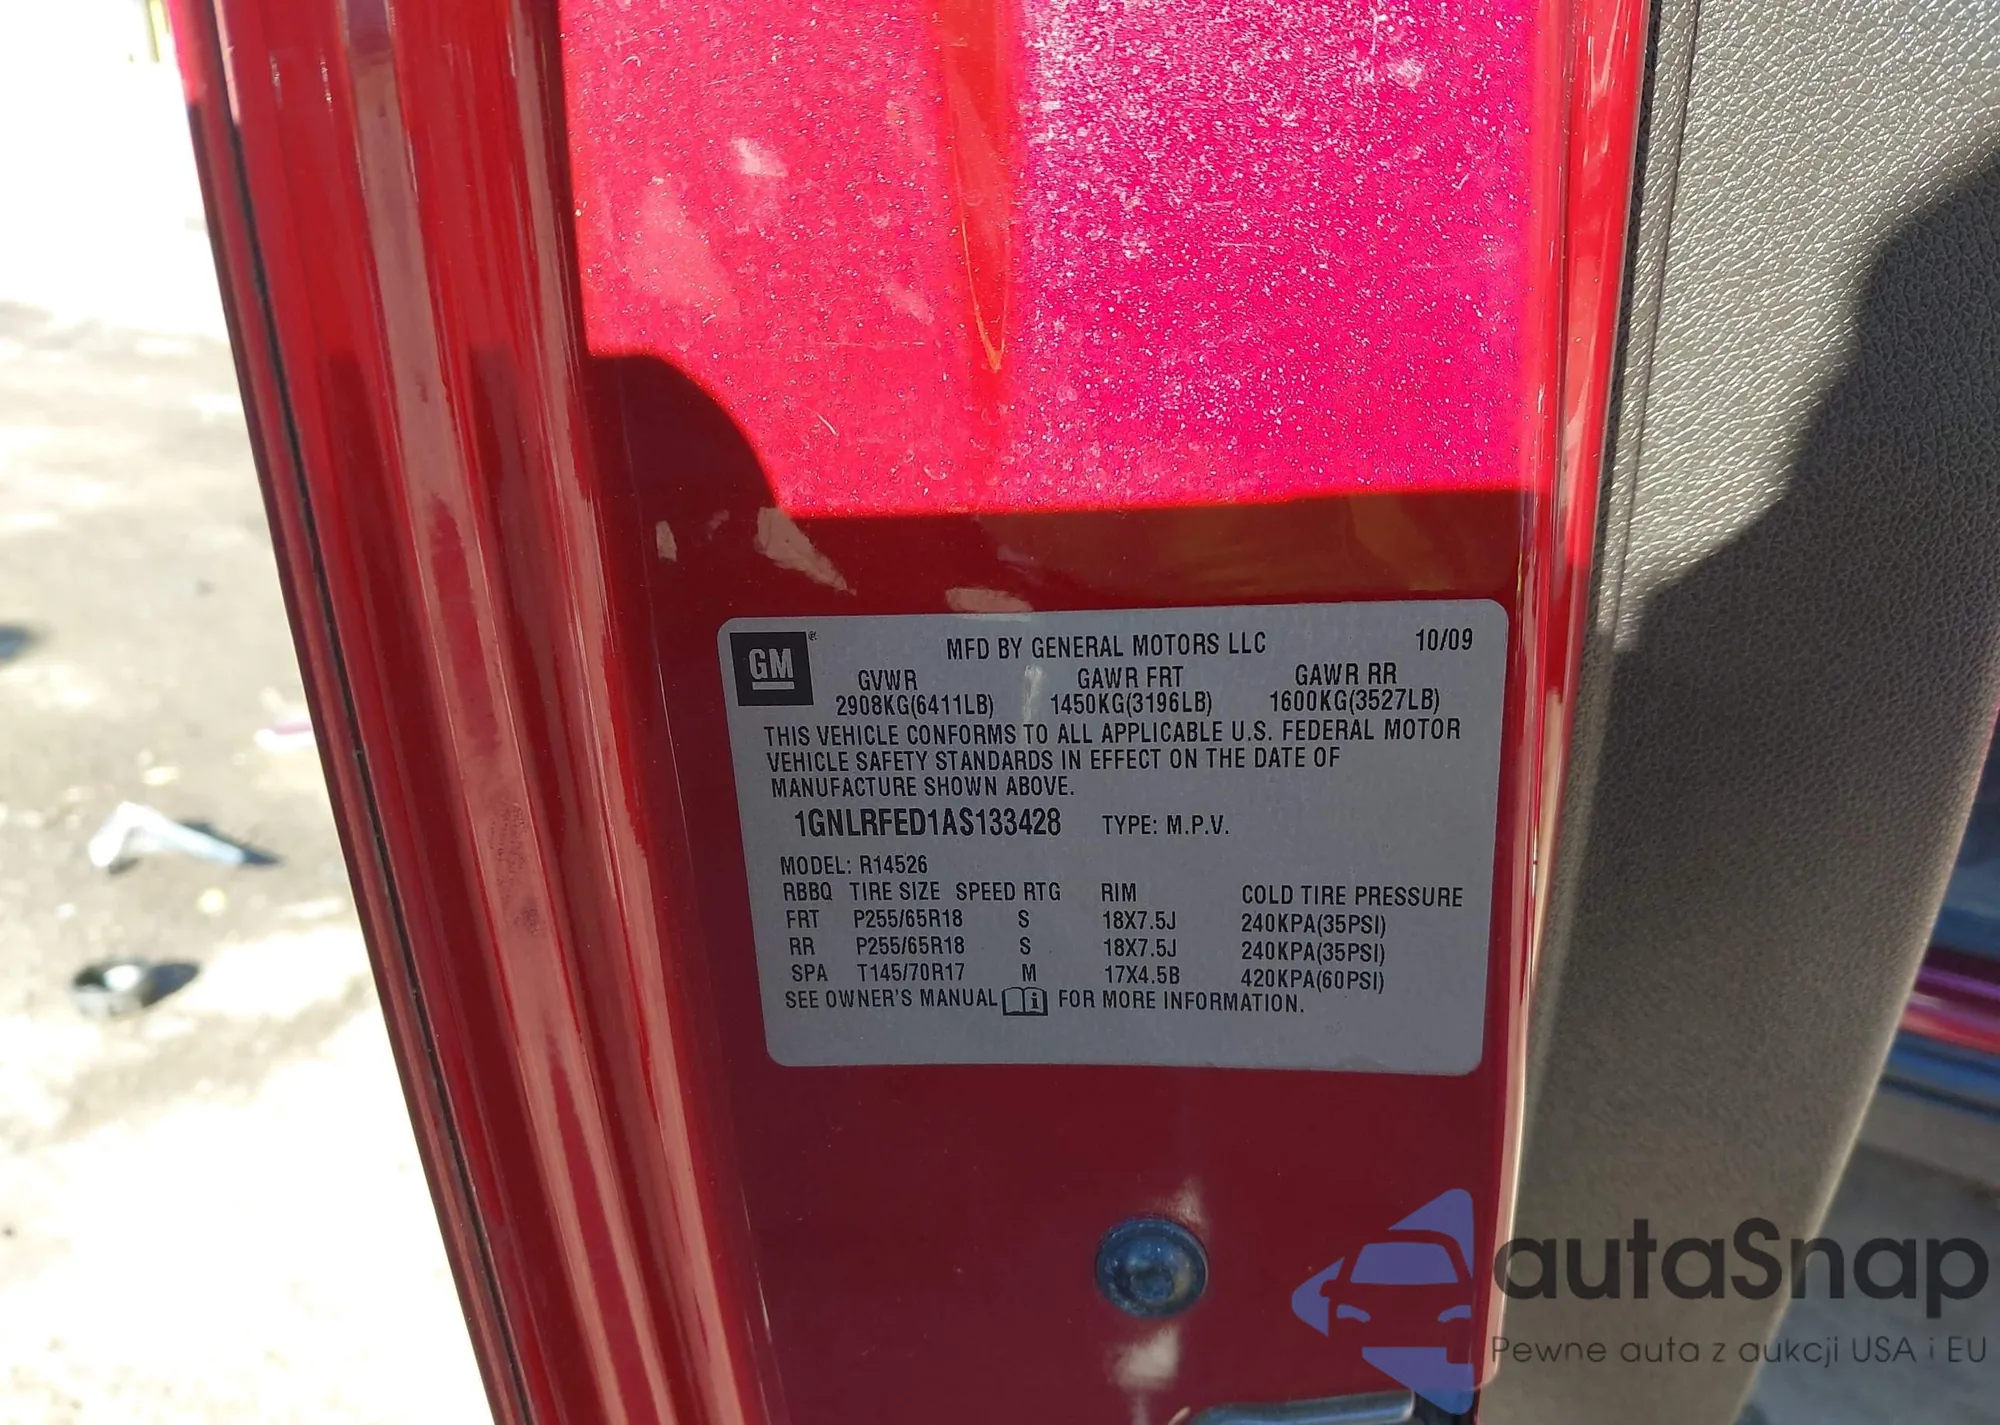 GM® MFD BY GENERAL MOTORS LLC 10/09
GVWR GAWR FRT GAWR RR
2908KG(6411LB) 1450KG(3196LB) 1600KG(3527LB)
THIS VEHICLE CONFORMS TO ALL APPLICABLE U.S. FEDERAL MOTOR
VEHICLE SAFETY STANDARDS IN EFFECT ON THE DATE OF
MANUFACTURE SHOWN ABOVE.
1GNLRFED1AS133428 TYPE: M.P.V.
MODEL: R14526
RBBQ TIRE SIZE SPEED RTG RIM COLD TIRE PRESSURE
FRT P255/65R18 S 18X7.5J 240KPA(35PSI)
RR P255/65R18 S 18X7.5J 240KPA(35PSI)
SPA T145/70R17 M 17X4.5B 420KPA(60PSI)
SEE OWNER'S MANUAL i FOR MORE INFORMATION.
autaSnap
Pewne auta z aukcji USA i EU